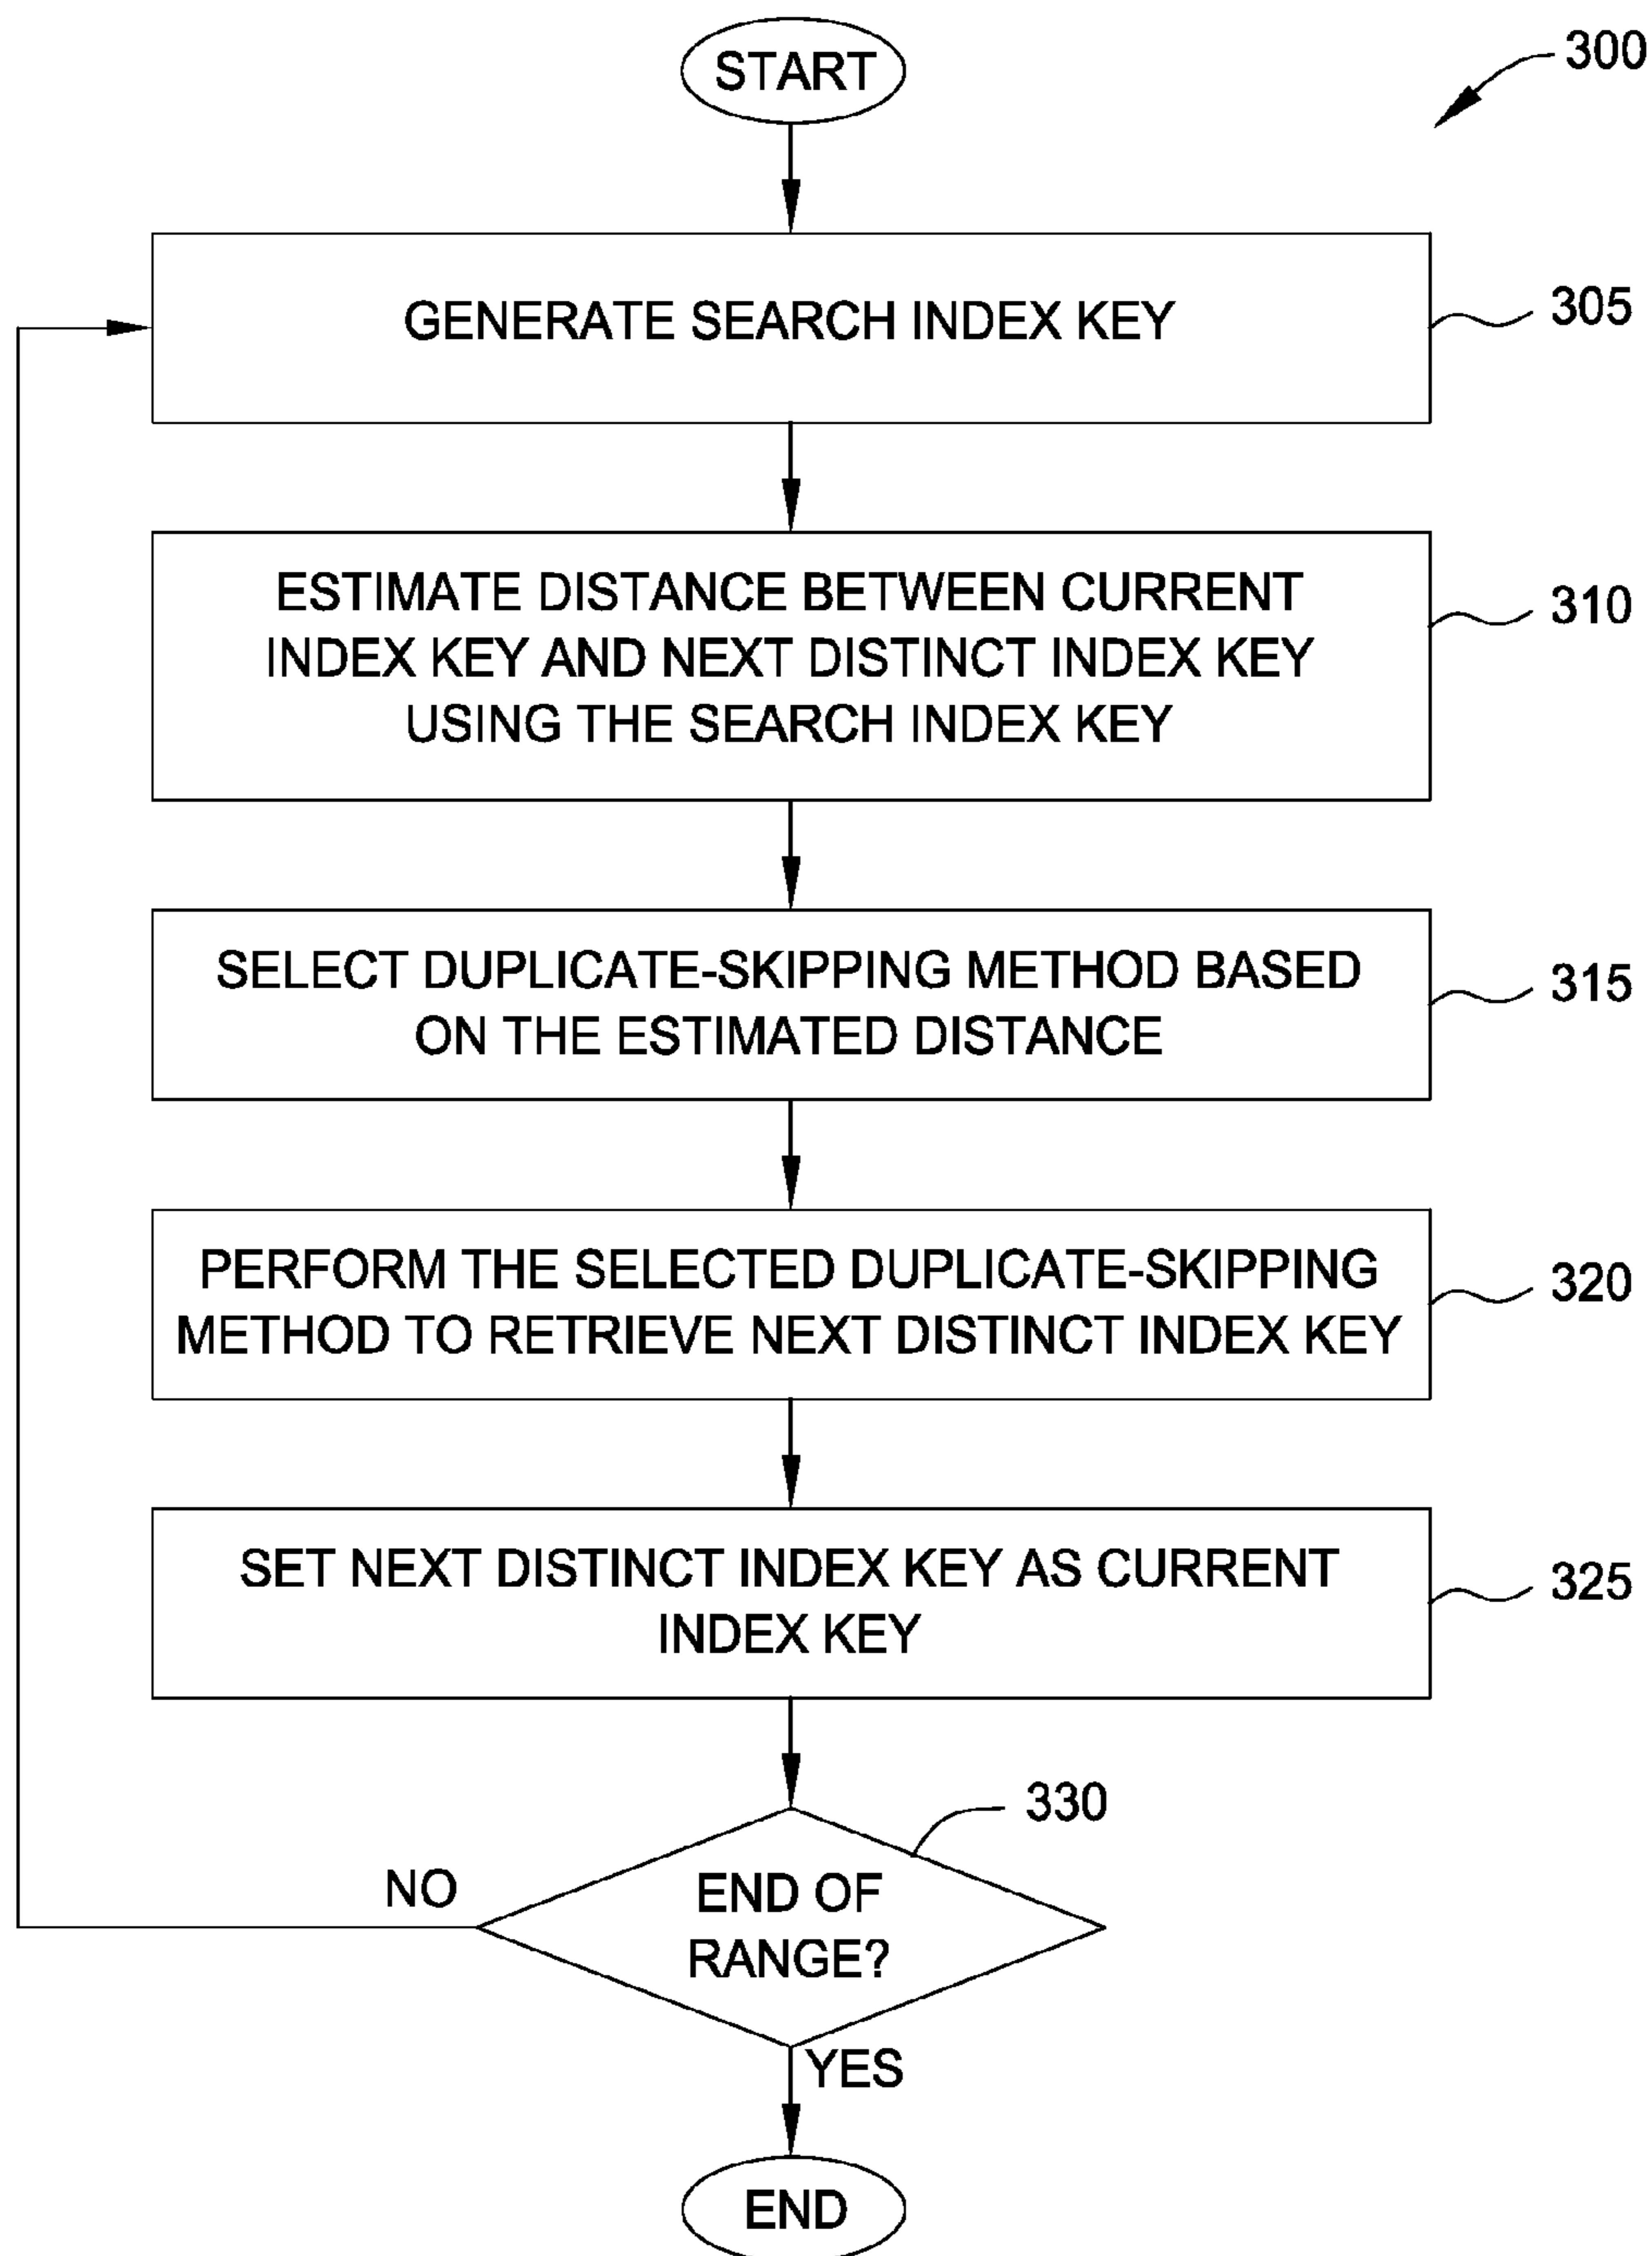 START
300
GENERATE SEARCH INDEX KEY
305
ESTIMATE DISTANCE BETWEEN CURRENT
INDEX KEY AND NEXT DISTINCT INDEX KEY
USING THE SEARCH INDEX KEY
310
SELECT DUPLICATE-SKIPPING METHOD BASED
ON THE ESTIMATED DISTANCE
315
PERFORM THE SELECTED DUPLICATE-SKIPPING
METHOD TO RETRIEVE NEXT DISTINCT INDEX KEY
320
SET NEXT DISTINCT INDEX KEY AS CURRENT
INDEX KEY
325
330
NO
END OF
RANGE?
YES
END